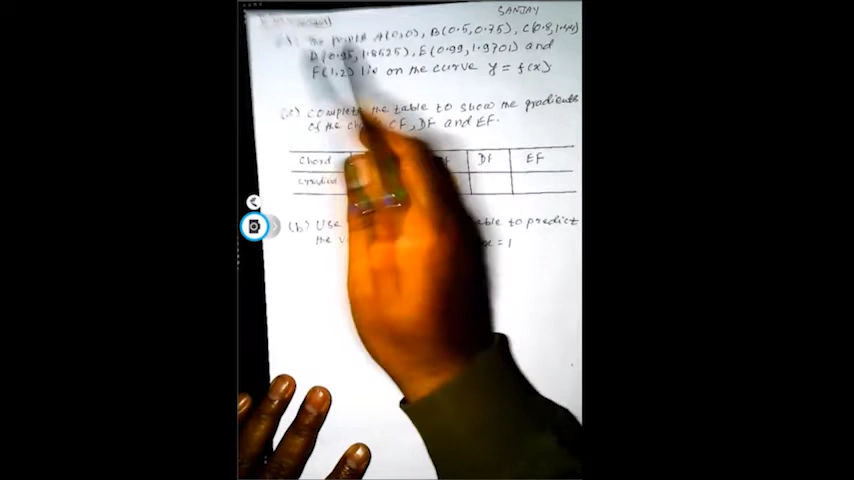 SANJAY
The points A(0,0), B(0.5,0.75), C(0.8,1.44)
D(0.95,1.8525), E(0.99,1.9701) and
F(1,2) lie on the curve y = f(x).
(a) Complete the table to show the gradients
of the CF, DF and EF.
Chord DF EF
Gradient
(b) Use table to predict
the x = 1